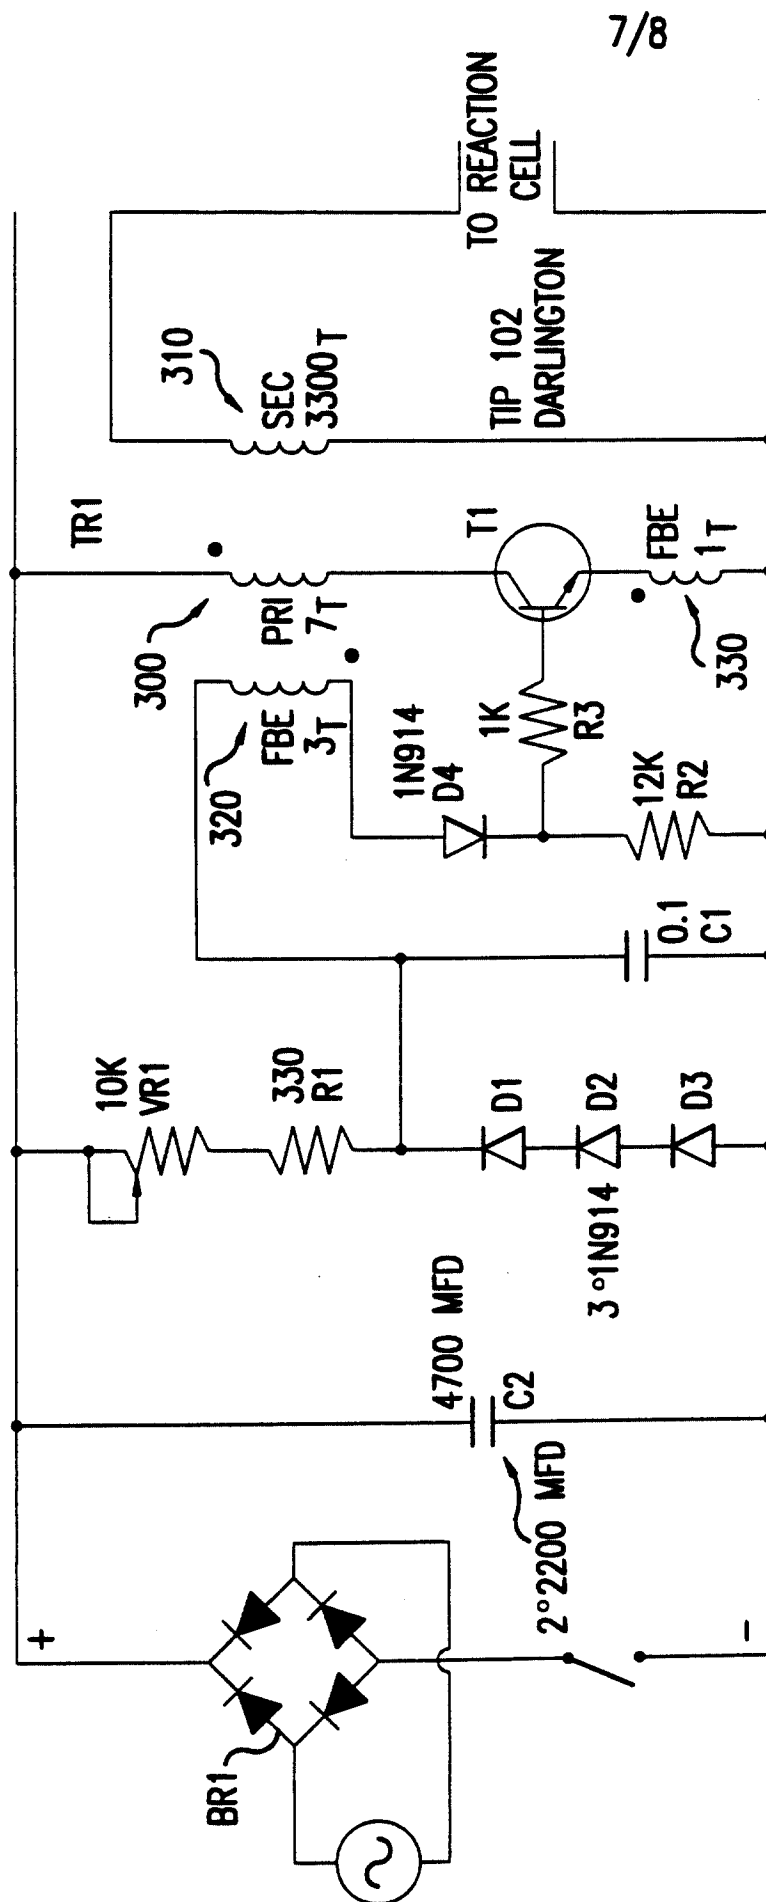 7/8
+
BR1
-
4700 MFD
C2
2°2200 MFD
10K
VR1
330
R1
D1
D2
D3
3°1N914
0.1
C1
320
FBE
3T
1N914
D4
12K
R2
1K
R3
300
TR1
PRI
7T
T1
FBE
1T
330
310
SEC
3300T
TIP 102
DARLINGTON
TO REACTION
CELL